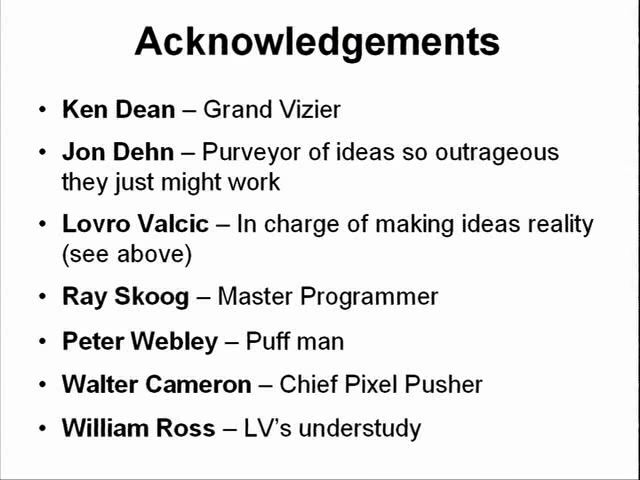 Acknowledgements
• Ken Dean – Grand Vizier
• Jon Dehn – Purveyor of ideas so outrageous
they just might work
• Lovro Valcic – In charge of making ideas reality
(see above)
• Ray Skoog – Master Programmer
• Peter Webley – Puff man
• Walter Cameron – Chief Pixel Pusher
• William Ross – LV's understudy